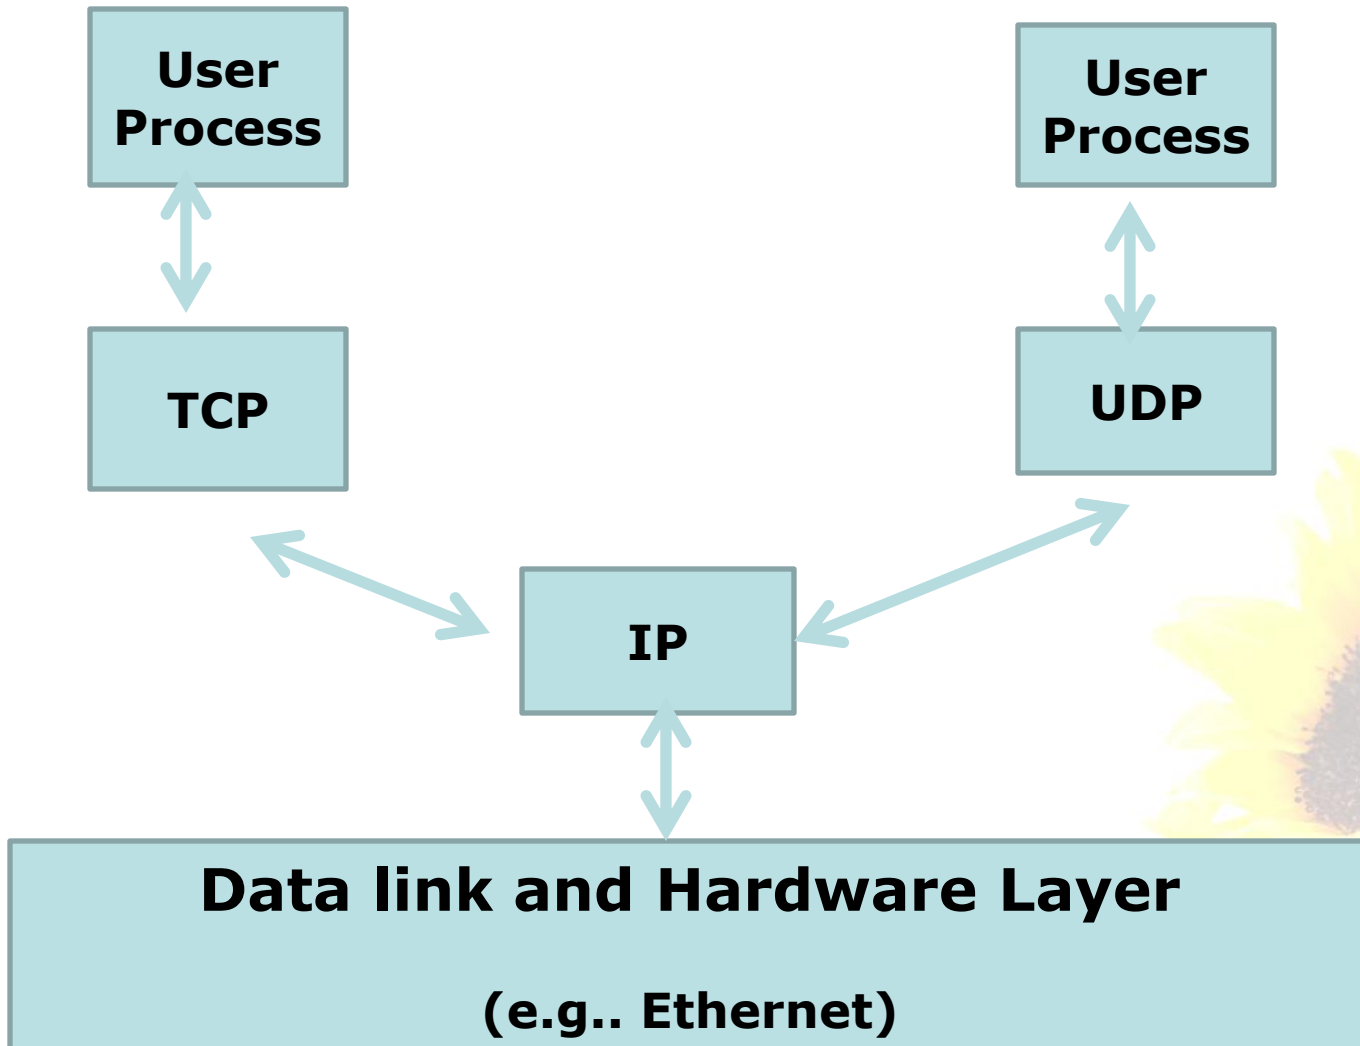 User
Process
User
Process
TCP
UDP
IP
Data link and Hardware Layer
(e.g.. Ethernet)